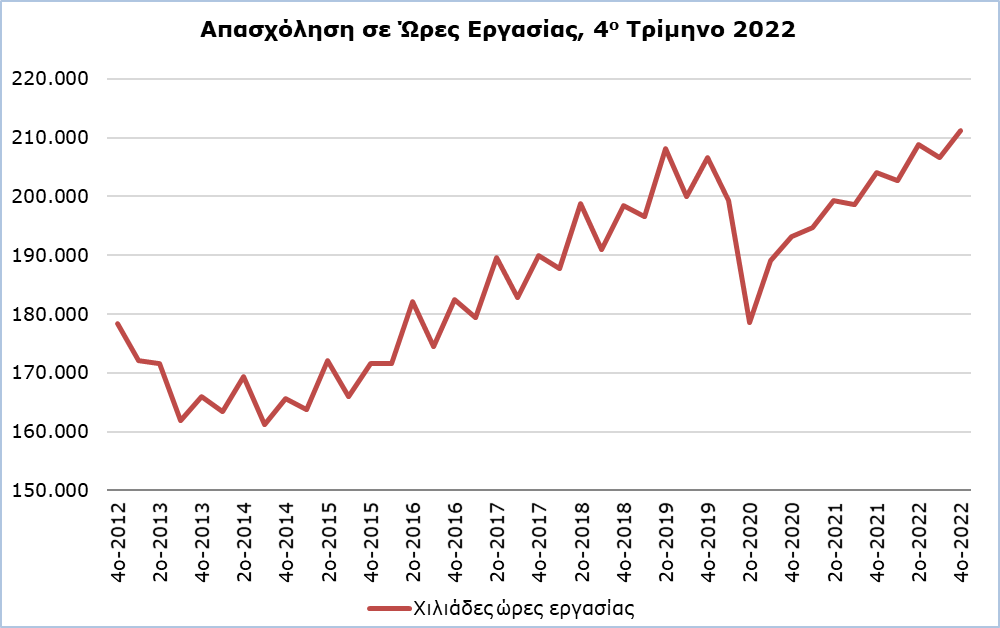 Απασχόληση σε Ώρες Εργασίας, 4ο Τρίμηνο 2022
220.000
210.000
200.000
190.000
180.000
170.000
160.000
150.000
4ο-2012
2ο-2013
4ο-2013
2ο-2014
4ο-2014
2ο-2015
4ο-2015
2ο-2016
4ο-2016
2ο-2017
4ο-2017
2ο-2018
4ο-2018
2ο-2019
4ο-2019
2ο-2020
4ο-2020
2ο-2021
4ο-2021
2ο-2022
4ο-2022
Χιλιάδες ώρες εργασίας